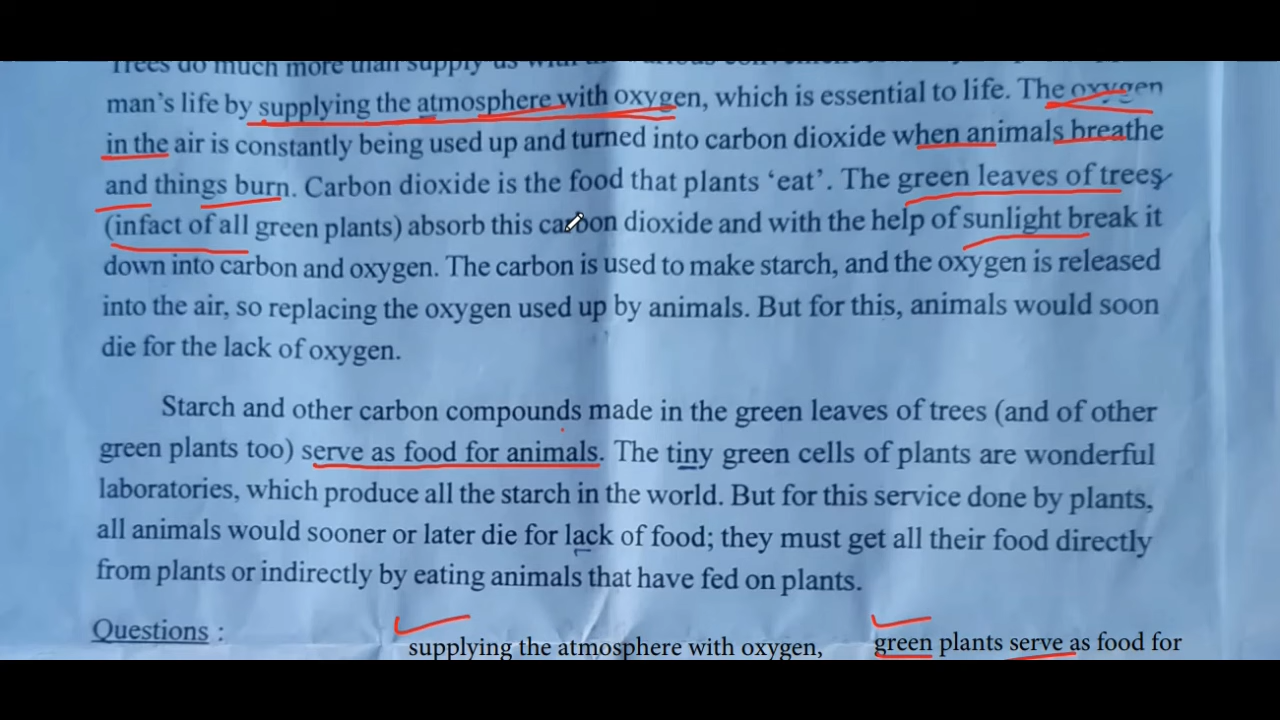 Trees do much more than supply us with
man's life by supplying the atmosphere with oxygen, which is essential to life. The oxygen
in the air is constantly being used up and turned into carbon dioxide when animals breathe
and things burn. Carbon dioxide is the food that plants 'eat'. The green leaves of trees
(infact of all green plants) absorb this carbon dioxide and with the help of sunlight break it
down into carbon and oxygen. The carbon is used to make starch, and the oxygen is released
into the air, so replacing the oxygen used up by animals. But for this, animals would soon
die for the lack of oxygen.
Starch and other carbon compounds made in the green leaves of trees (and of other
green plants too) serve as food for animals. The tiny green cells of plants are wonderful
laboratories, which produce all the starch in the world. But for this service done by plants,
all animals would sooner or later die for lack of food; they must get all their food directly
from plants or indirectly by eating animals that have fed on plants.
Questions :
supplying the atmosphere with oxygen,
green plants serve as food for